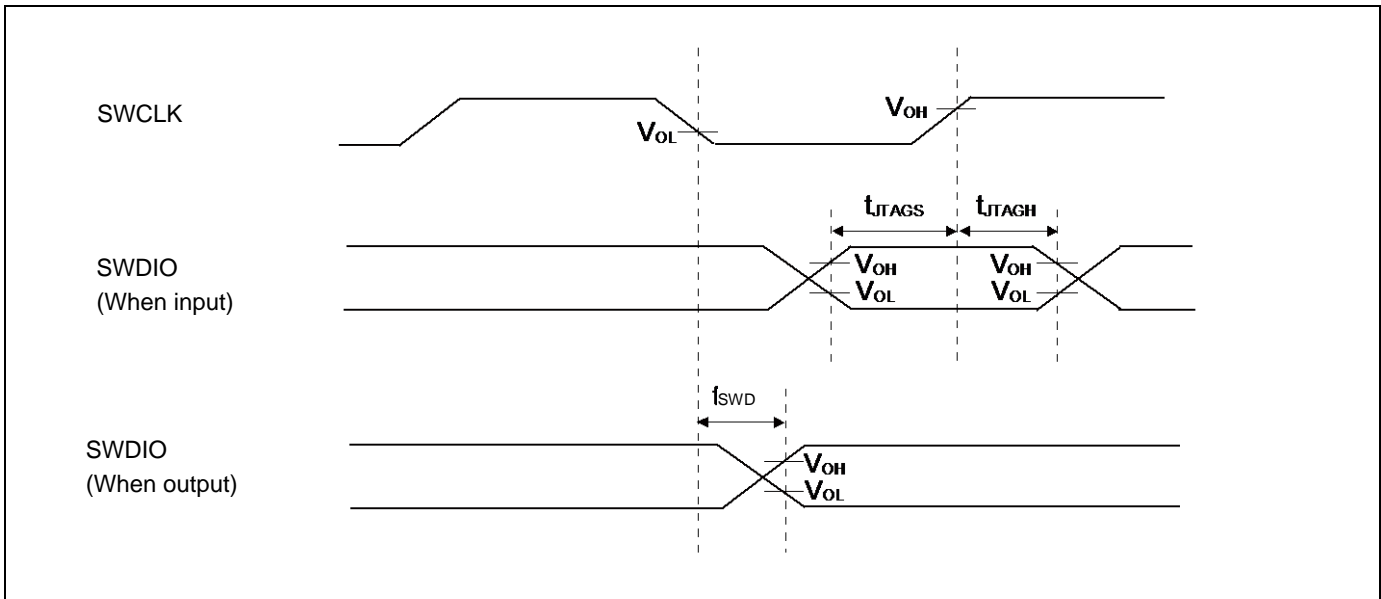 SWCLK
VOL
VOH
tJTAGS
tJTAGH
SWDIO
(When input)
VOH
VOL
VOH
VOL
tSWD
SWDIO
(When output)
VOH
VOL